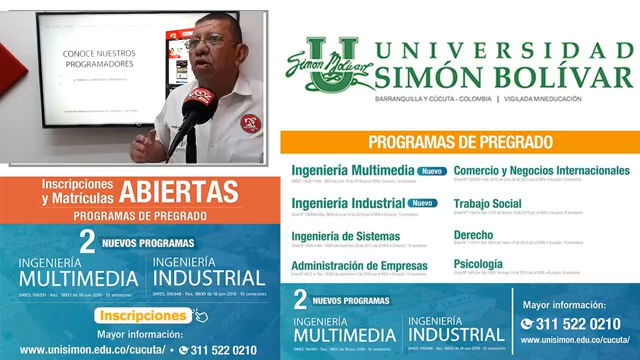 CONOCE NUESTROS
PROGRAMADORES
Inscripciones
y Matrículas ABIERTAS
PROGRAMAS DE PREGRADO
2 NUEVOS PROGRAMAS
INGENIERÍA
MULTIMEDIA
INGENIERÍA
INDUSTRIAL
Inscripciones
Mayor información:
www.unisimon.edu.co/cucuta/ • 311 522 0210
Simón Bolívar
UNIVERSIDAD
SIMÓN BOLÍVAR
BARRANQUILLA Y CÚCUTA - COLOMBIA | VIGILADA MINEDUCACIÓN
PROGRAMAS DE PREGRADO
Ingeniería Multimedia Nuevo
Ingeniería Industrial Nuevo
Ingeniería de Sistemas
Administración de Empresas
Comercio y Negocios Internacionales
Trabajo Social
Derecho
Psicología
2 NUEVOS PROGRAMAS
INGENIERÍA
MULTIMEDIA
INGENIERÍA
INDUSTRIAL
Mayor información:
311 522 0210
www.unisimon.edu.co/cucuta/